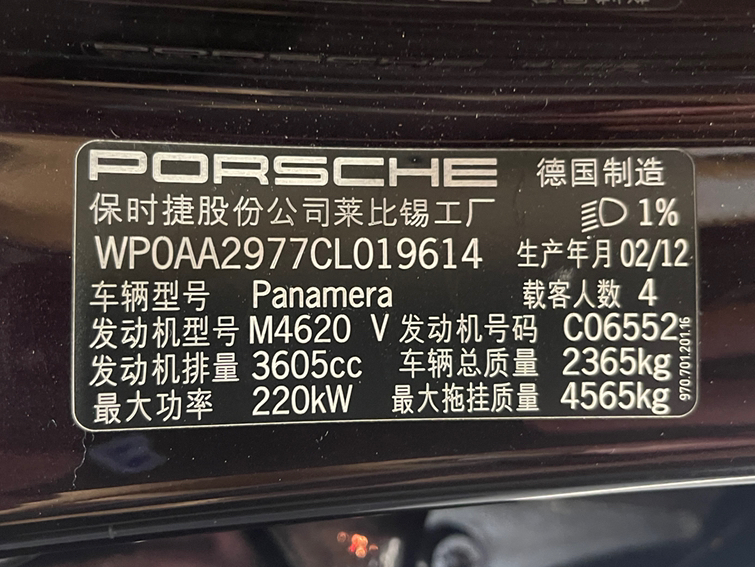 PORSCHE 德国制造
保时捷股份公司莱比锡工厂 1%
WP0AA2977CL019614 生产年月 02/12
车辆型号 Panamera 载客人数 4
发动机型号 M4620 V 发动机号码 C06552
发动机排量 3605cc 车辆总质量 2365kg
最大功率 220kW 最大拖挂质量 4565kg
970.701.201.16